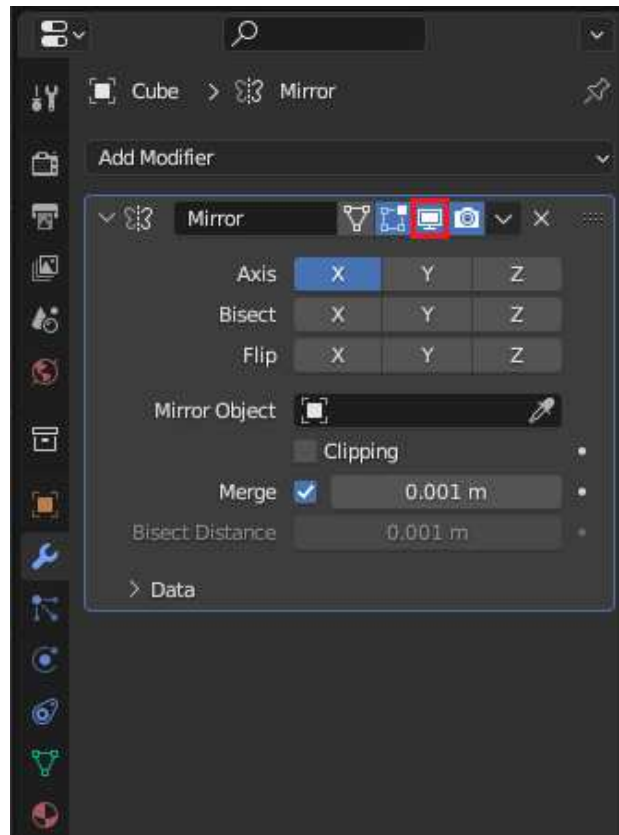 Cube > Mirror
Add Modifier
Mirror
Axis X Y Z
Bisect X Y Z
Flip X Y Z
Mirror Object
Clipping
Merge 0.001 m
Bisect Distance 0.001 m
> Data